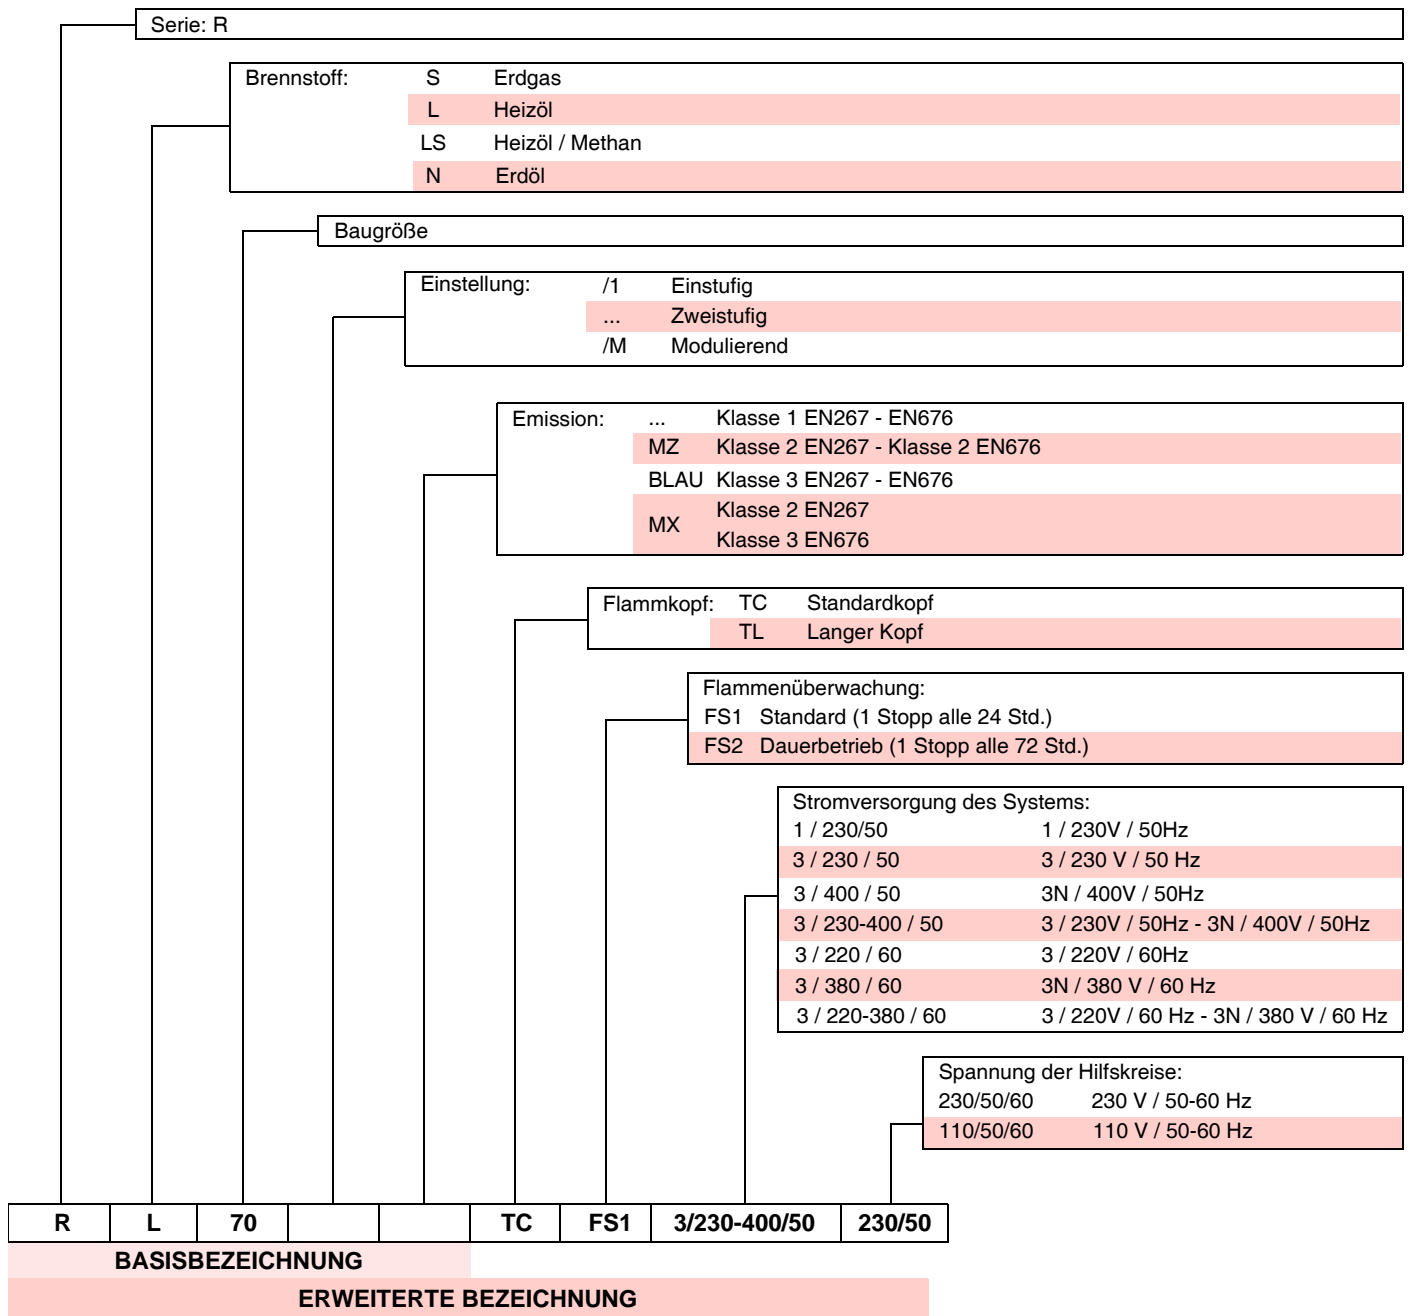 Serie: R
Brennstoff: S Erdgas
L Heizöl
LS Heizöl / Methan
N Erdöl
Baugröße
Einstellung: /1 Einstufig
... Zweistufig
/M Modulierend
Emission: ... Klasse 1 EN267 - EN676
MZ Klasse 2 EN267 - Klasse 2 EN676
BLAU Klasse 3 EN267 - EN676
MX Klasse 2 EN267
Klasse 3 EN676
Flammkopf: TC Standardkopf
TL Langer Kopf
Flammenüberwachung:
FS1 Standard (1 Stopp alle 24 Std.)
FS2 Dauerbetrieb (1 Stopp alle 72 Std.)
Stromversorgung des Systems:
1 / 230/50 1 / 230V / 50Hz
3 / 230 / 50 3 / 230 V / 50 Hz
3 / 400 / 50 3N / 400V / 50Hz
3 / 230-400 / 50 3 / 230V / 50Hz - 3N / 400V / 50Hz
3 / 220 / 60 3 / 220V / 60Hz
3 / 380 / 60 3N / 380 V / 60 Hz
3 / 220-380 / 60 3 / 220V / 60 Hz - 3N / 380 V / 60 Hz
Spannung der Hilfskreise:
230/50/60 230 V / 50-60 Hz
110/50/60 110 V / 50-60 Hz
R L 70 TC FS1 3/230-400/50 230/50
BASISBEZEICHNUNG
ERWEITERTE BEZEICHNUNG